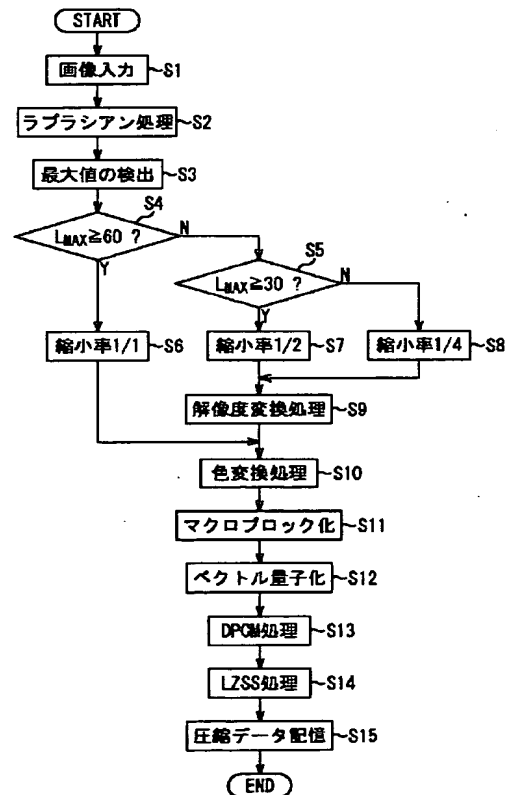 START
画像入力 ~S1
ラプラシアン処理 ~S2
最大値の検出 ~S3
S4
LMAX≧60 ?
N
Y
S5
LMAX≧30 ?
N
Y
縮小率1/1 ~S6
縮小率1/2 ~S7
縮小率1/4 ~S8
解像度変換処理 ~S9
色変換処理 ~S10
マクロブロック化 ~S11
ベクトル量子化 ~S12
DPCM処理 ~S13
LZSS処理 ~S14
圧縮データ記憶 ~S15
END